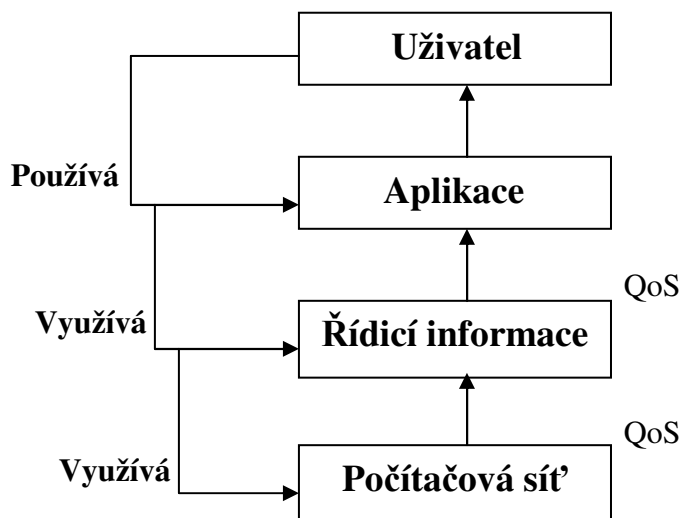 Uživatel
Používá
Aplikace
QoS
Využívá
Řídicí informace
QoS
Využívá
Počítačová síť